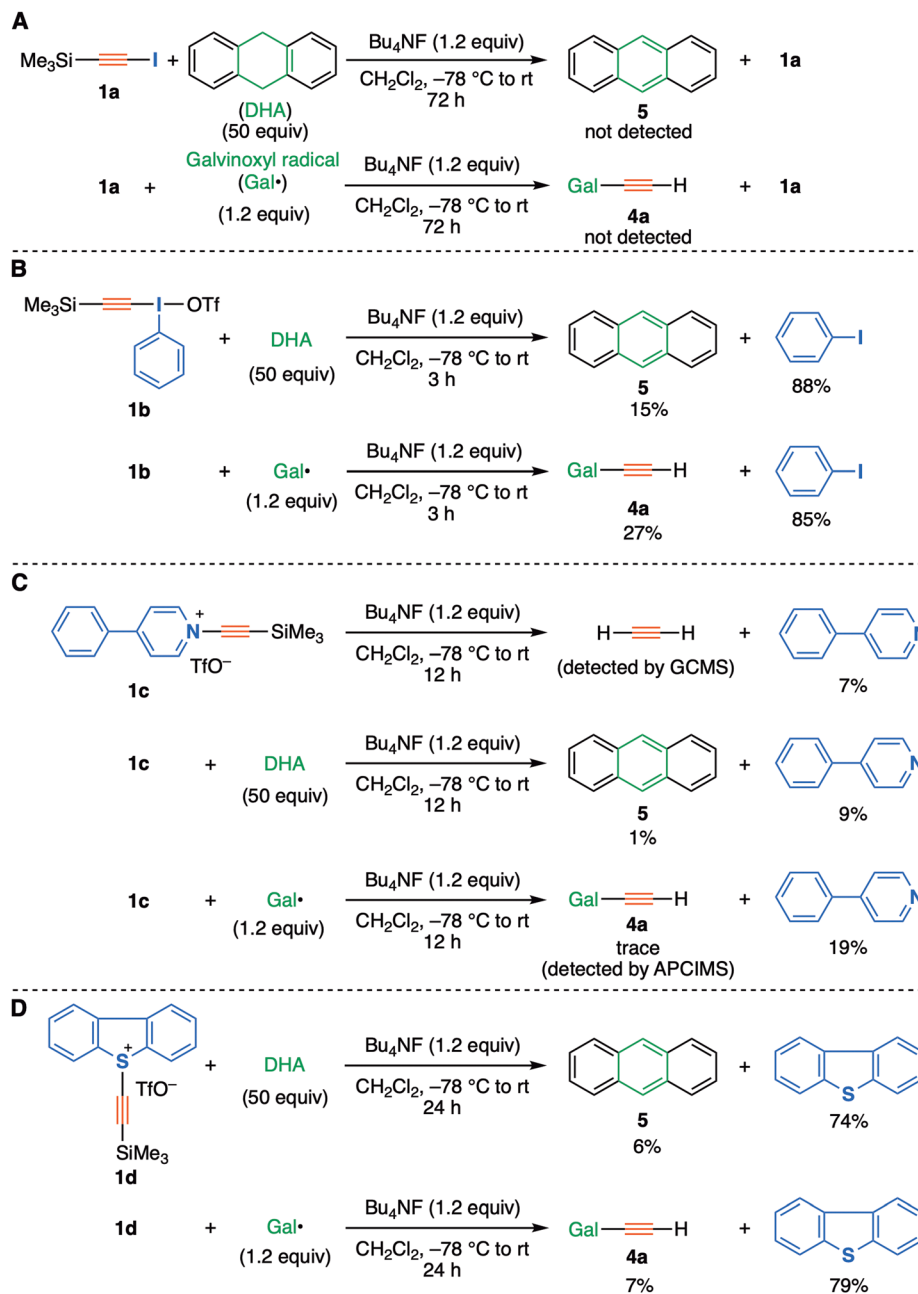 A
Me3Si I + Bu4NF (1.2 equiv) + 1a
1a CH2Cl2, –78 °C to rt 5
(DHA) 72 h not detected
(50 equiv)
Galvinoxyl radical Bu4NF (1.2 equiv)
1a + (Gal•) Gal H + 1a
(1.2 equiv) CH2Cl2, –78 °C to rt 4a
72 h not detected
B
Me3Si I OTf Bu4NF (1.2 equiv)
+ DHA + I
(50 equiv) CH2Cl2, –78 °C to rt 5
1b 3 h 15% 88%
1b + Gal• Bu4NF (1.2 equiv) Gal H + I
(1.2 equiv) CH2Cl2, –78 °C to rt 4a
3 h 27% 85%
C
N + SiMe3 Bu4NF (1.2 equiv) H H + N
TfO– CH2Cl2, –78 °C to rt (detected by GCMS)
1c 12 h 7%
1c + DHA Bu4NF (1.2 equiv) + N
(50 equiv) CH2Cl2, –78 °C to rt 5
12 h 1% 9%
1c + Gal• Bu4NF (1.2 equiv) Gal H + N
(1.2 equiv) CH2Cl2, –78 °C to rt 4a
12 h trace 19%
(detected by APCIMS)
D
S + Bu4NF (1.2 equiv)
TfO– + DHA + S
(50 equiv) CH2Cl2, –78 °C to rt 5
SiMe3 24 h 6% 74%
1d
1d + Gal• Bu4NF (1.2 equiv) Gal H + S
(1.2 equiv) CH2Cl2, –78 °C to rt 4a
24 h 7% 79%